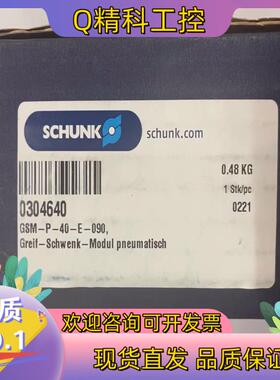 Q精科工控
SCHUNK
schunk.com
0.48 KG
1 Stk/pc
0304640
0221
GSM-P-40-E-090,
Greif-Schwenk-Modul pneumatisch
质
.1
欢迎咨询可开发票
现货直发 品质保证